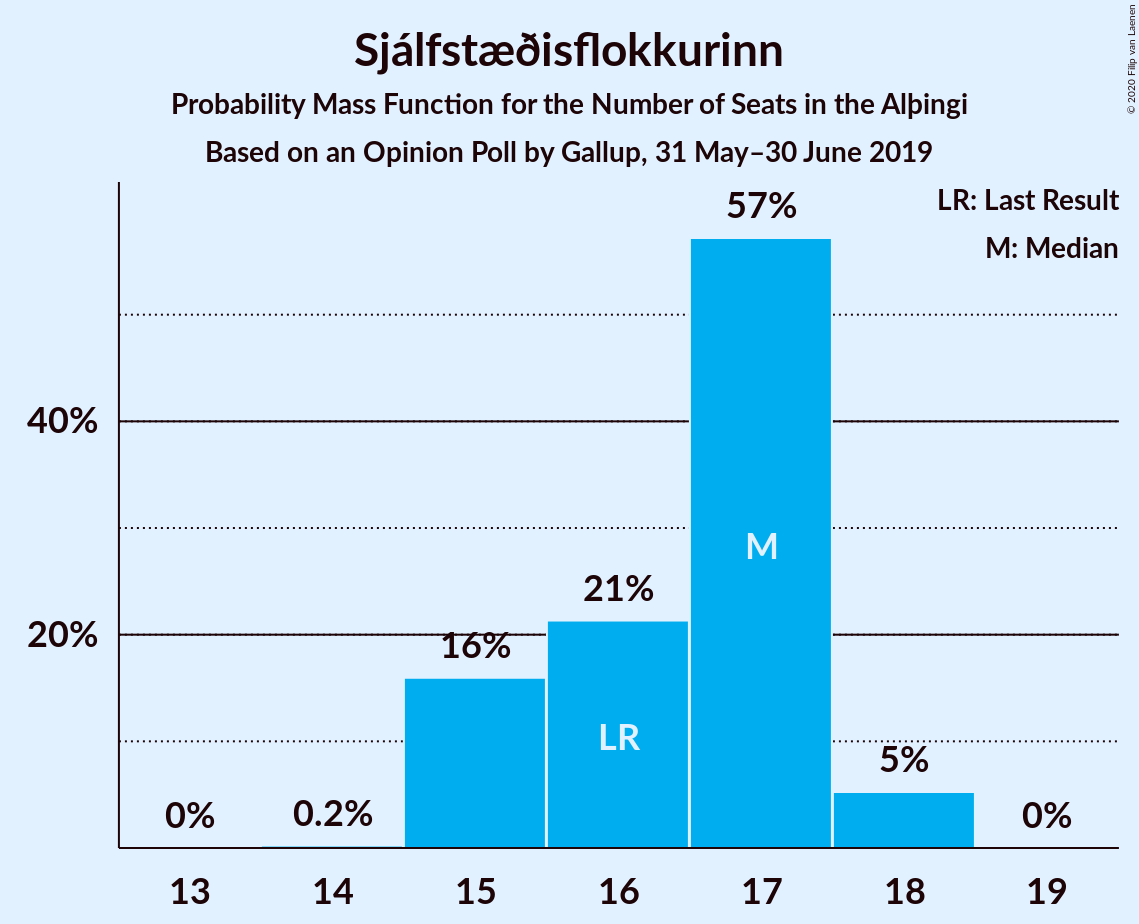 Sjálfstæðisflokkurinn
Probability Mass Function for the Number of Seats in the Alþingi
Based on an Opinion Poll by Gallup, 31 May–30 June 2019
© 2020 Filip van Laenen
LR: Last Result
M: Median
57%
40%
M
21%
20%
16%
LR
5%
0%
0.2%
0%
13 14 15 16 17 18 19